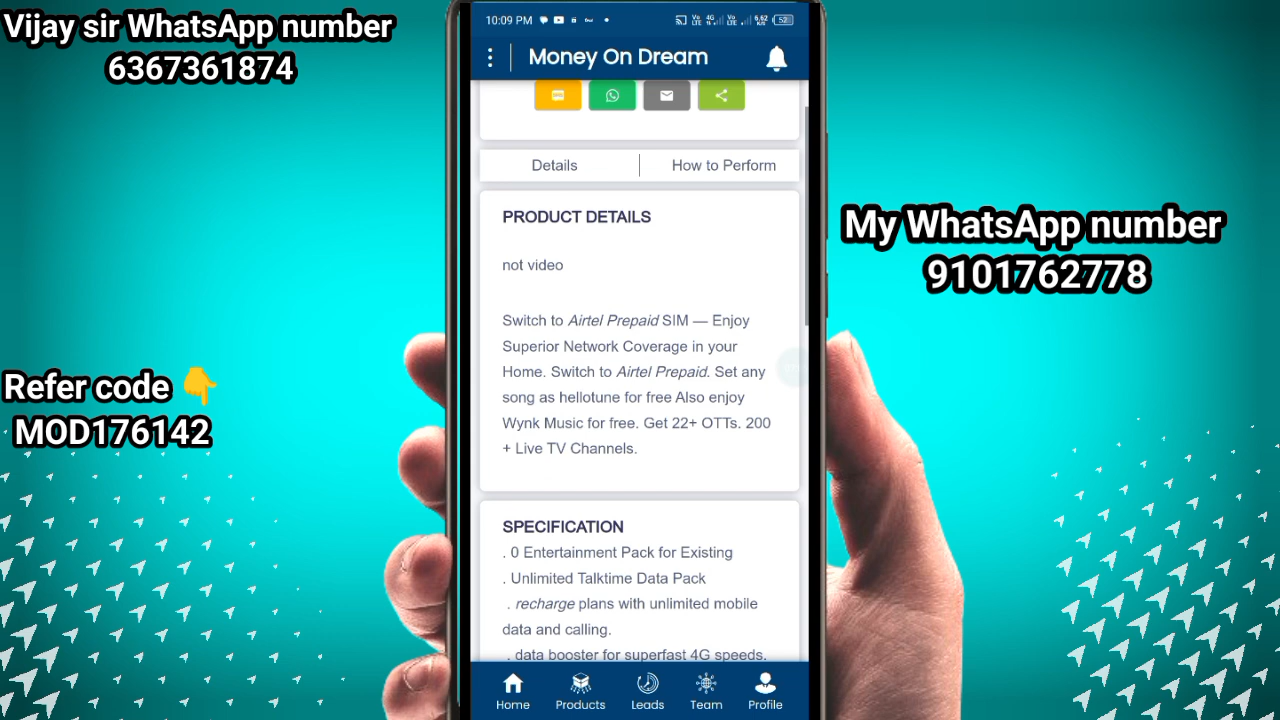 Vijay sir WhatsApp number
6367361874
Refer code 👇
MOD176142
10:09 PM
Money On Dream
Details
How to Perform
PRODUCT DETAILS
not video
Switch to Airtel Prepaid SIM — Enjoy
Superior Network Coverage in your
Home. Switch to Airtel Prepaid. Set any
song as hellotune for free Also enjoy
Wynk Music for free. Get 22+ OTTs. 200
+ Live TV Channels.
SPECIFICATION
. 0 Entertainment Pack for Existing
. Unlimited Talktime Data Pack
. recharge plans with unlimited mobile
data and calling.
. data booster for superfast 4G speeds.
Home
Products
Leads
Team
Profile
My WhatsApp number
9101762778